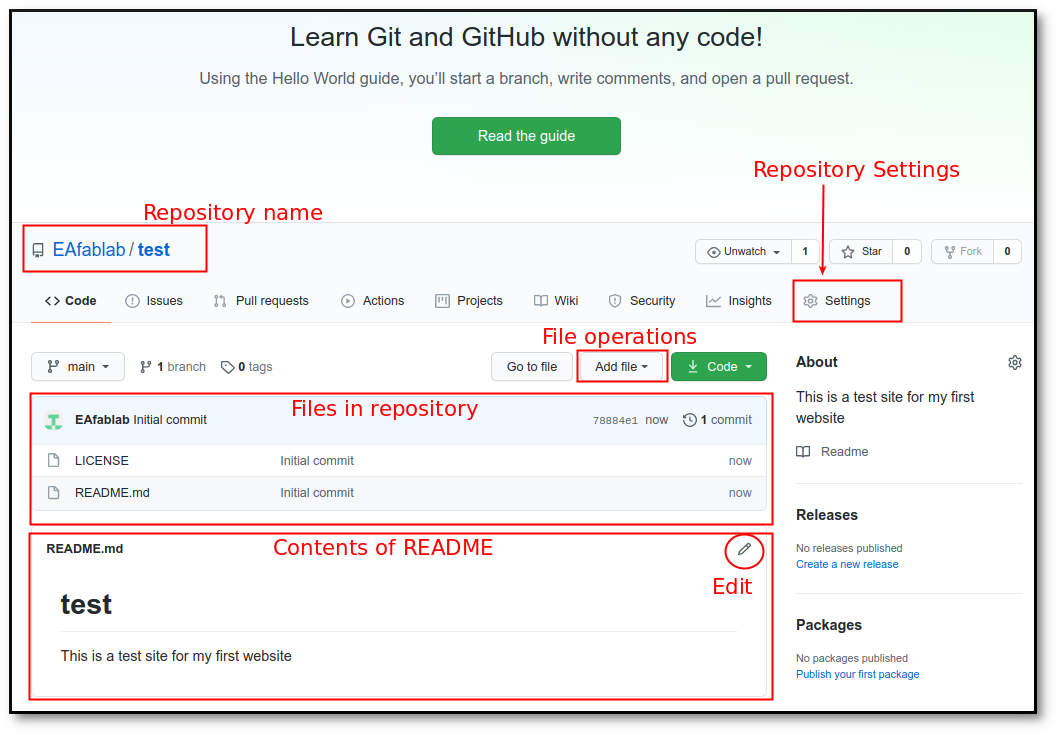 Learn Git and GitHub without any code!
Using the Hello World guide, you’ll start a branch, write comments, and open a pull request.
Read the guide
Repository Settings
Repository name
EAfablab / test
Unwatch 1 Star 0 Fork 0
Code Issues Pull requests Actions Projects Wiki Security Insights Settings
File operations
main 1 branch 0 tags Go to file Add file Code
Files in repository
EAfablab Initial commit 78884e1 now 1 commit
LICENSE Initial commit now
README.md Initial commit now
README.md Contents of README
Edit
test
This is a test site for my first website
About
This is a test site for my first
website
Readme
Releases
No releases published
Create a new release
Packages
No packages published
Publish your first package